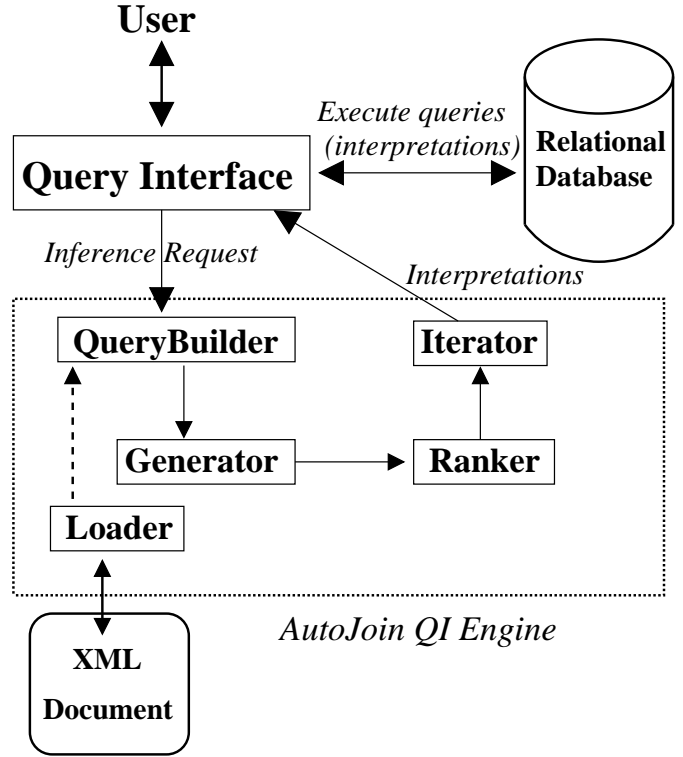 User
Execute queries
(interpretations)
Relational
Database
Query Interface
Inference Request
Interpretations
QueryBuilder
Iterator
Generator
Ranker
Loader
AutoJoin QI Engine
XML
Document